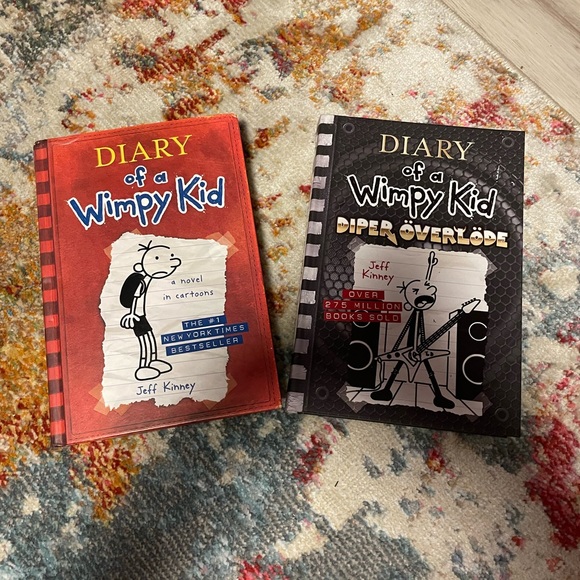 DIARY
of a
Wimpy Kid
a novel
in cartoons
THE #1
NEW YORK TIMES
BESTSELLER
Jeff Kinney
DIARY
of a
Wimpy Kid
DIPER ÖVERLÖDE
Jeff
Kinney
OVER
275 MILLION
BOOKS SOLD